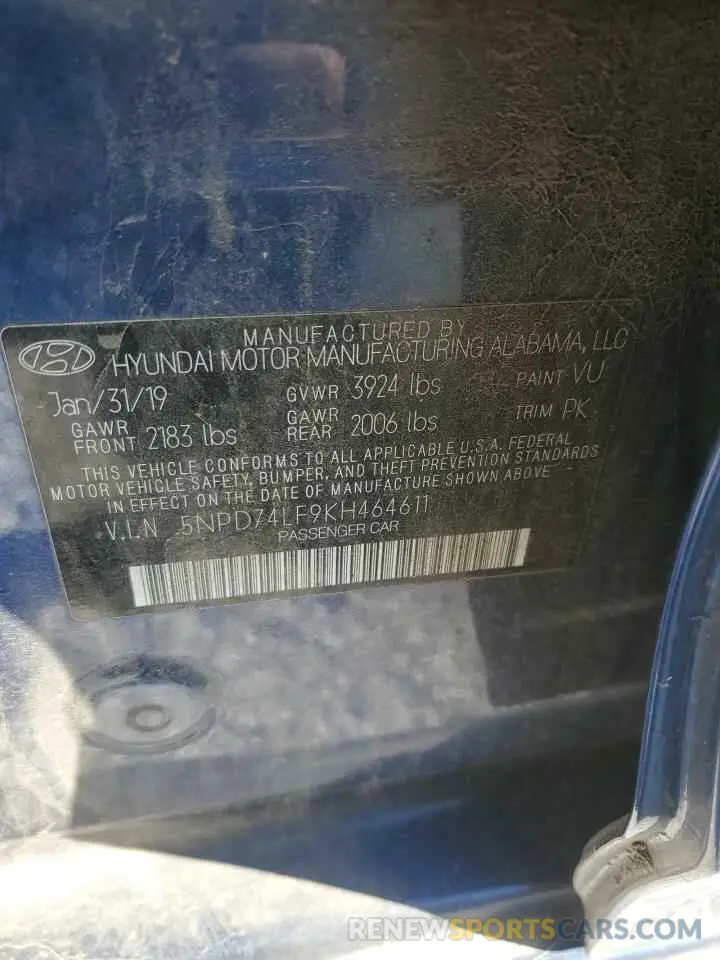 MANUFACTURED BY
HYUNDAI MOTOR MANUFACTURING ALABAMA, LLC
Jan/31/19 GVWR 3924 lbs PAINT VU
GAWR FRONT 2183 lbs GAWR REAR 2006 lbs TRIM PK
THIS VEHICLE CONFORMS TO ALL APPLICABLE U.S.A. FEDERAL
MOTOR VEHICLE SAFETY, BUMPER, AND THEFT PREVENTION STANDARDS
IN EFFECT ON THE DATE OF MANUFACTURE SHOWN ABOVE
V.I.N 5NPD74LF9KH464611
PASSENGER CAR
RENEWSPORTSCARS.COM